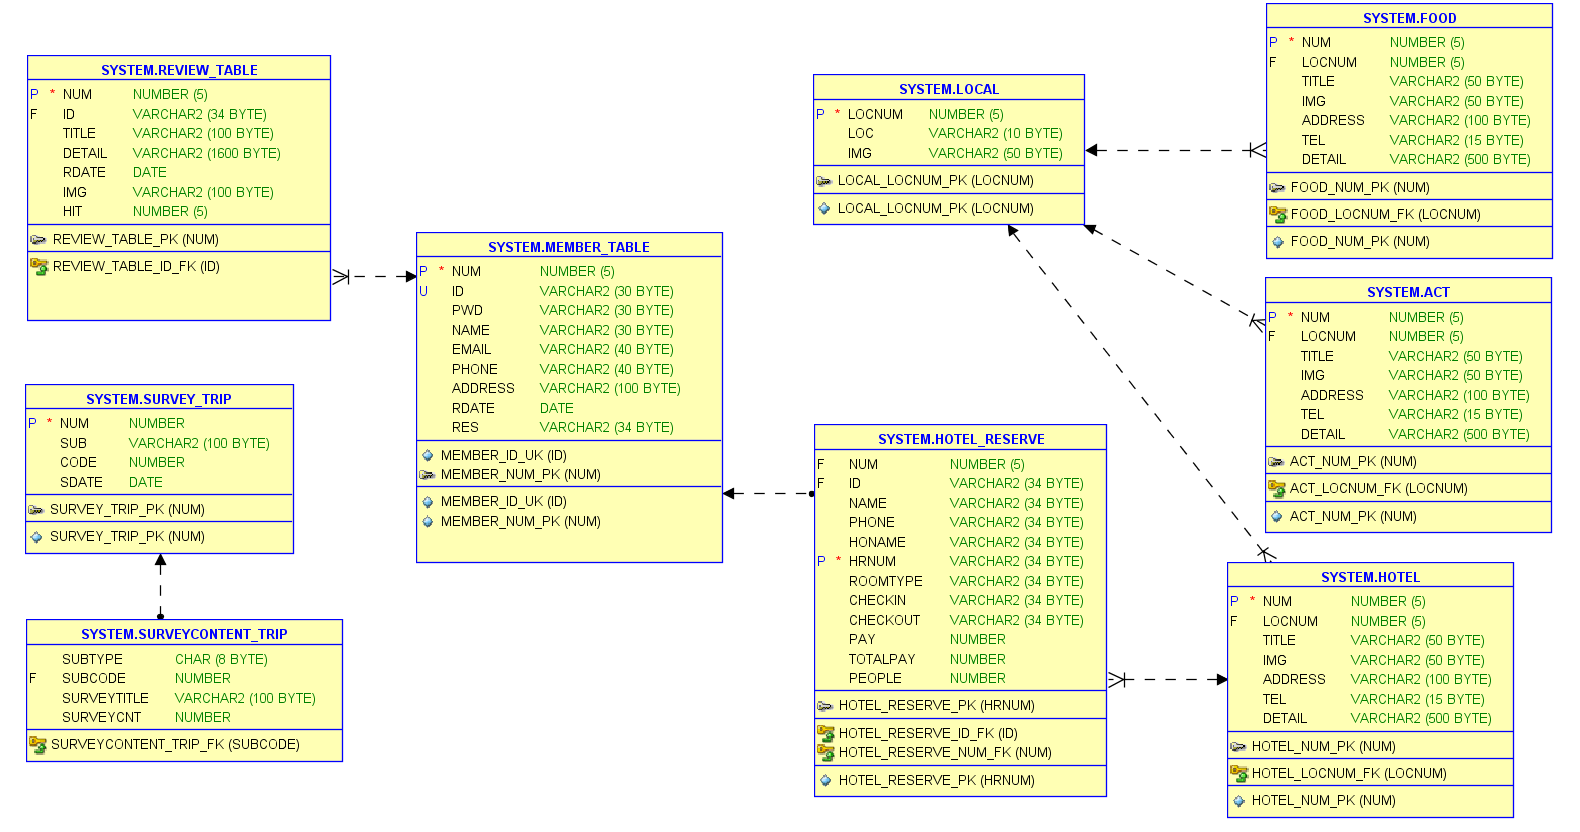 SYSTEM.REVIEW_TABLE
P * NUM NUMBER (5)
F ID VARCHAR2 (34 BYTE)
TITLE VARCHAR2 (100 BYTE)
DETAIL VARCHAR2 (1600 BYTE)
RDATE DATE
IMG VARCHAR2 (100 BYTE)
HIT NUMBER (5)
REVIEW_TABLE_PK (NUM)
REVIEW_TABLE_ID_FK (ID)
SYSTEM.SURVEY_TRIP
P * NUM NUMBER
SUB VARCHAR2 (100 BYTE)
CODE NUMBER
SDATE DATE
SURVEY_TRIP_PK (NUM)
SURVEY_TRIP_PK (NUM)
SYSTEM.SURVEYCONTENT_TRIP
SUBTYPE CHAR (8 BYTE)
F SUBCODE NUMBER
SURVEYTITLE VARCHAR2 (100 BYTE)
SURVEYCNT NUMBER
SURVEYCONTENT_TRIP_FK (SUBCODE)
SYSTEM.MEMBER_TABLE
P * NUM NUMBER (5)
U ID VARCHAR2 (30 BYTE)
PWD VARCHAR2 (30 BYTE)
NAME VARCHAR2 (30 BYTE)
EMAIL VARCHAR2 (40 BYTE)
PHONE VARCHAR2 (40 BYTE)
ADDRESS VARCHAR2 (100 BYTE)
RDATE DATE
RES VARCHAR2 (34 BYTE)
MEMBER_ID_UK (ID)
MEMBER_NUM_PK (NUM)
MEMBER_ID_UK (ID)
MEMBER_NUM_PK (NUM)
SYSTEM.LOCAL
P * LOCNUM NUMBER (5)
LOC VARCHAR2 (10 BYTE)
IMG VARCHAR2 (50 BYTE)
LOCAL_LOCNUM_PK (LOCNUM)
LOCAL_LOCNUM_PK (LOCNUM)
SYSTEM.HOTEL_RESERVE
F NUM NUMBER (5)
F ID VARCHAR2 (34 BYTE)
NAME VARCHAR2 (34 BYTE)
PHONE VARCHAR2 (34 BYTE)
HONAME VARCHAR2 (34 BYTE)
P * HRNUM VARCHAR2 (34 BYTE)
ROOMTYPE VARCHAR2 (34 BYTE)
CHECKIN VARCHAR2 (34 BYTE)
CHECKOUT VARCHAR2 (34 BYTE)
PAY NUMBER
TOTALPAY NUMBER
PEOPLE NUMBER
HOTEL_RESERVE_PK (HRNUM)
HOTEL_RESERVE_ID_FK (ID)
HOTEL_RESERVE_NUM_FK (NUM)
HOTEL_RESERVE_PK (HRNUM)
SYSTEM.FOOD
P * NUM NUMBER (5)
F LOCNUM NUMBER (5)
TITLE VARCHAR2 (50 BYTE)
IMG VARCHAR2 (50 BYTE)
ADDRESS VARCHAR2 (100 BYTE)
TEL VARCHAR2 (15 BYTE)
DETAIL VARCHAR2 (500 BYTE)
FOOD_NUM_PK (NUM)
FOOD_LOCNUM_FK (LOCNUM)
FOOD_NUM_PK (NUM)
SYSTEM.ACT
P * NUM NUMBER (5)
F LOCNUM NUMBER (5)
TITLE VARCHAR2 (50 BYTE)
IMG VARCHAR2 (50 BYTE)
ADDRESS VARCHAR2 (100 BYTE)
TEL VARCHAR2 (15 BYTE)
DETAIL VARCHAR2 (500 BYTE)
ACT_NUM_PK (NUM)
ACT_LOCNUM_FK (LOCNUM)
ACT_NUM_PK (NUM)
SYSTEM.HOTEL
P * NUM NUMBER (5)
F LOCNUM NUMBER (5)
TITLE VARCHAR2 (50 BYTE)
IMG VARCHAR2 (50 BYTE)
ADDRESS VARCHAR2 (100 BYTE)
TEL VARCHAR2 (15 BYTE)
DETAIL VARCHAR2 (500 BYTE)
HOTEL_NUM_PK (NUM)
HOTEL_LOCNUM_FK (LOCNUM)
HOTEL_NUM_PK (NUM)